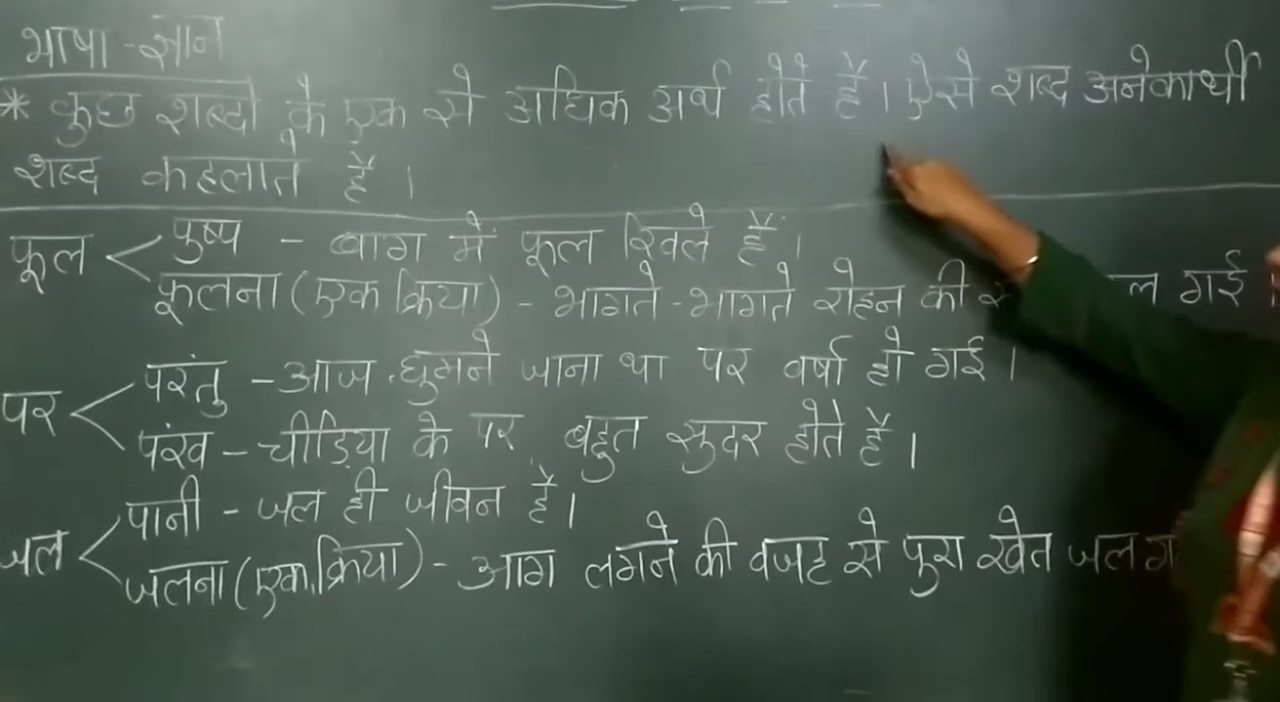 भाषा - ज्ञान
* कुछ शब्दो के एक से अधिक अर्थ होते हैं। ऐसे शब्द अनेकार्थी
शब्द कहलाते हैं।
फूल < पुष्प - बाग में फूल खिले हैं।
फूलना (एक क्रिया) - भागते-भागते रोहन की ल गई।
पर < परंतु - आज घुमने जाना था पर वर्षा हो गई।
पंख - चीड़िया के पर बहुत सुदर होते हैं।
जल < पानी - जल ही जीवन है।
जलना (एक क्रिया) - आग लगने की वजह से पुरा खेत जल ग